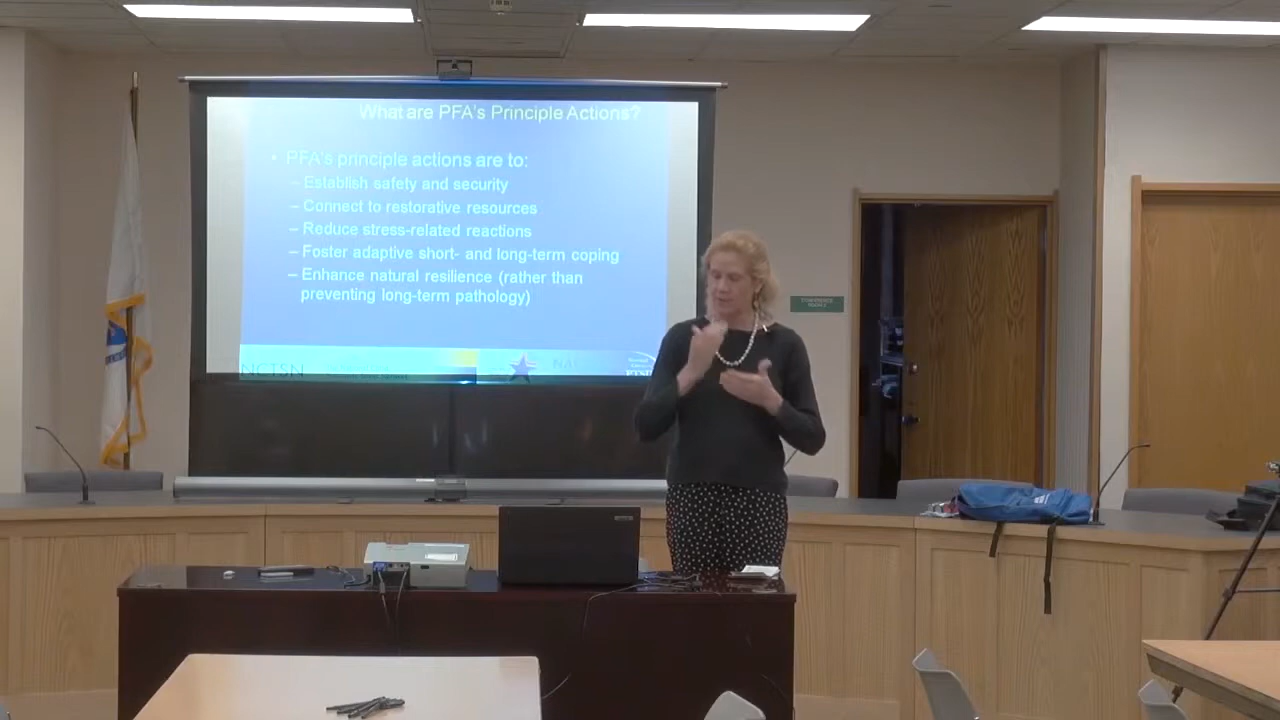 What are PFA's Principle Actions?
• PFA's principle actions are to:
– Establish safety and security
– Connect to restorative resources
– Reduce stress-related reactions
– Foster adaptive short- and long-term coping
– Enhance natural resilience (rather than
preventing long-term pathology)
NCTSN